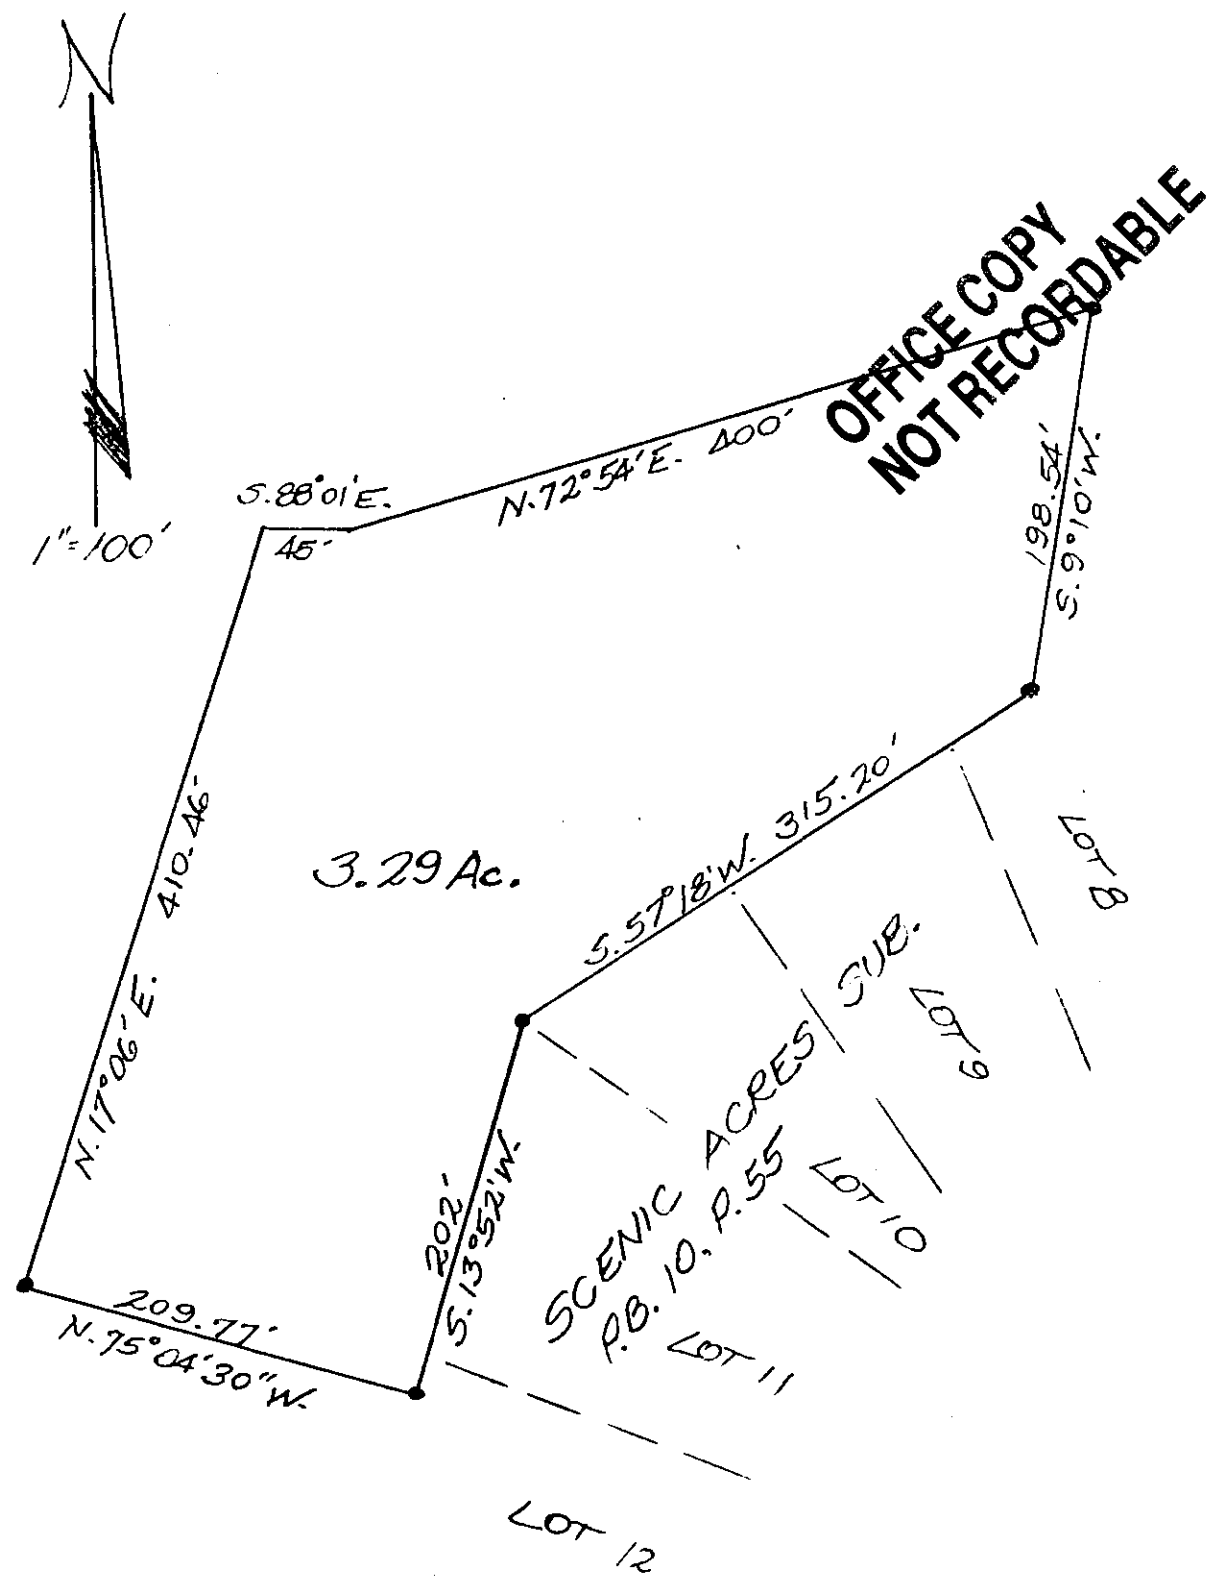 N
OFFICE COPY
NOT RECORDABLE
1"=100'
S.88°01'E.
45'
N.72°54'E. 400'
198.54'
S.9°10'W.
N.17°06'E. 410.46'
3.29 Ac.
S.57°18'W. 315.20'
LOT 8
LOT 9
LOT 10
SCENIC ACRES SUB.
P.B. 10. P. 55
LOT 11
202'
S.13°52'W.
209.77'
N.75°04'30"W.
LOT 12